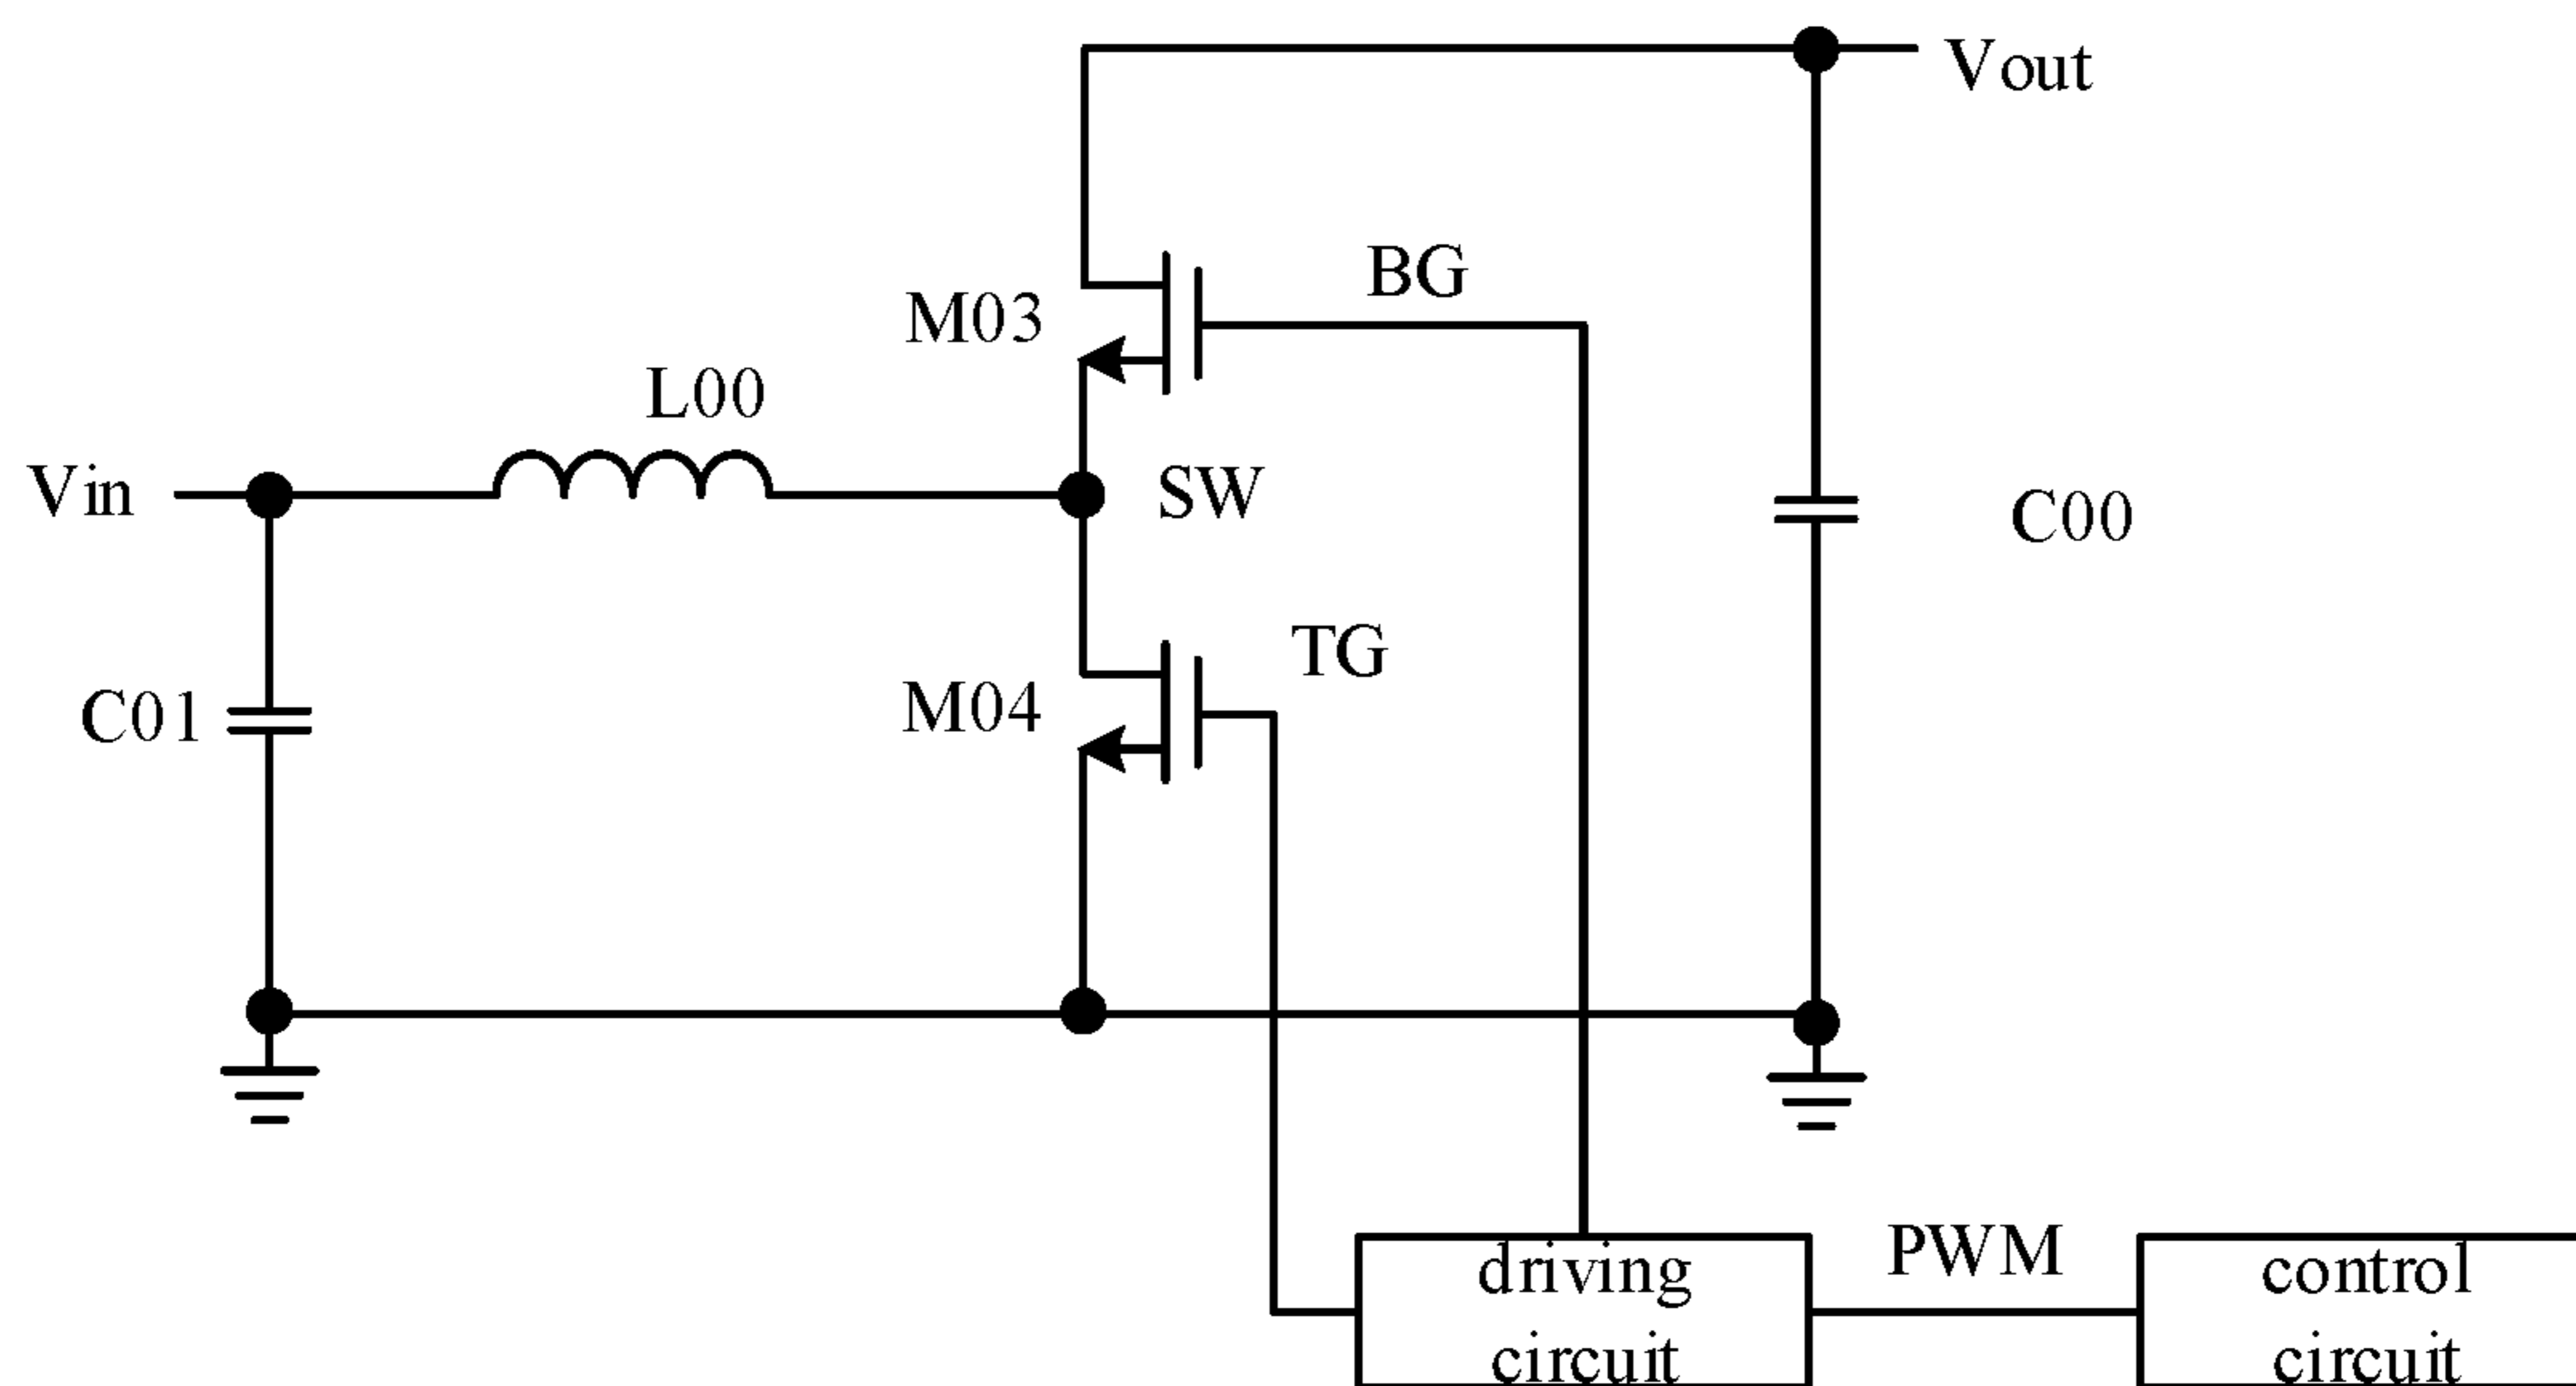 Vout
BG
M03
L00
Vin
SW
C00
TG
M04
C01
PWM
driving
circuit
control
circuit